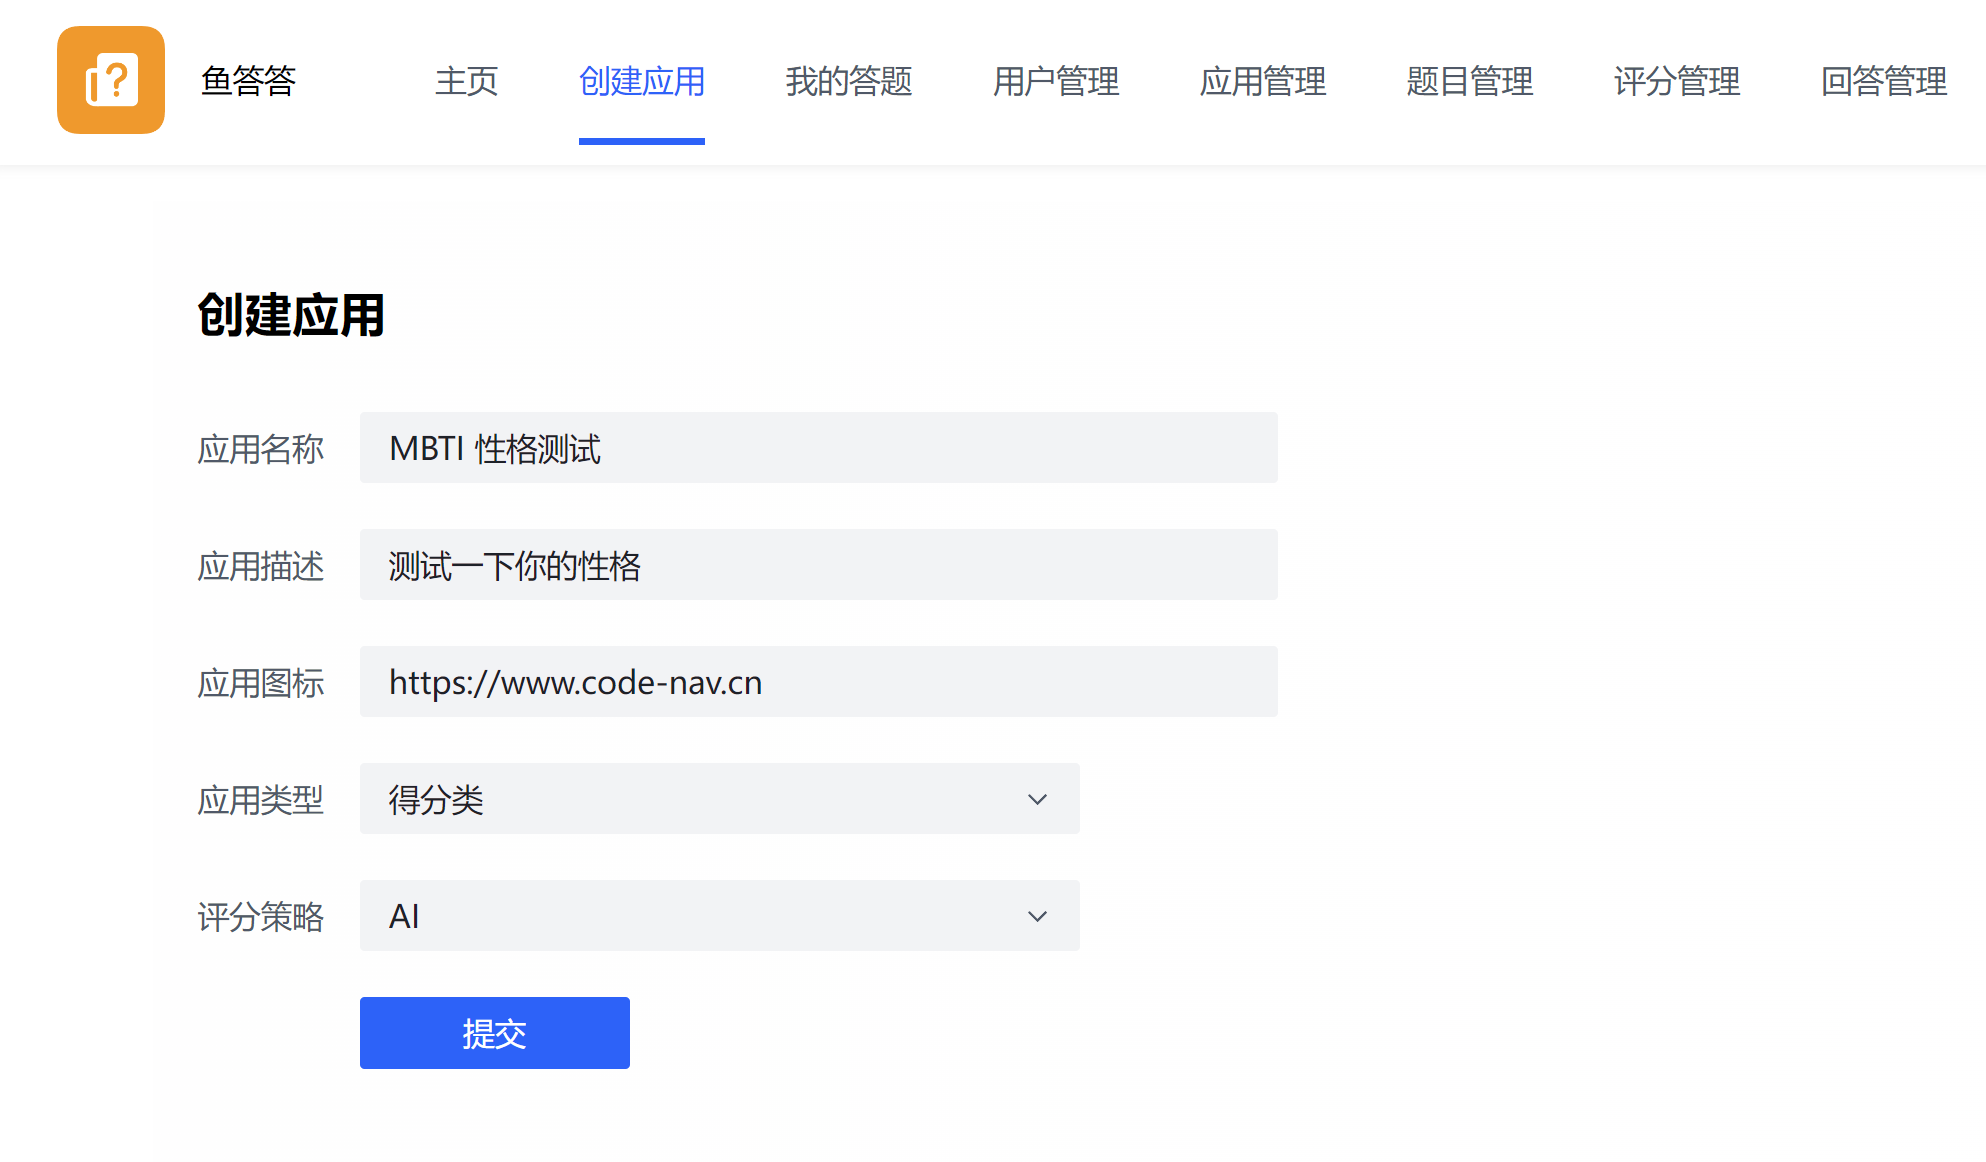 鱼答答 主页 创建应用 我的答题 用户管理 应用管理 题目管理 评分管理 回答管理
创建应用
应用名称 MBTI 性格测试
应用描述 测试一下你的性格
应用图标 https://www.code-nav.cn
应用类型 得分类
评分策略 AI
提交